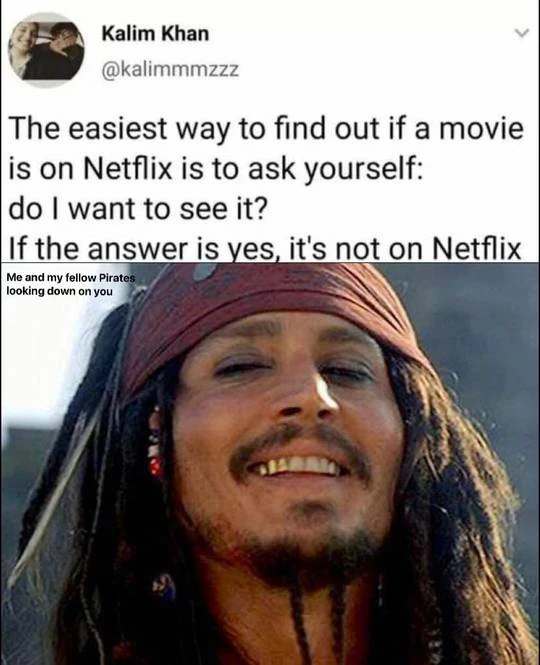 Kalim Khan
@kalimmmzzz
The easiest way to find out if a movie
is on Netflix is to ask yourself:
do I want to see it?
If the answer is yes, it's not on Netflix
Me and my fellow Pirates
looking down on you